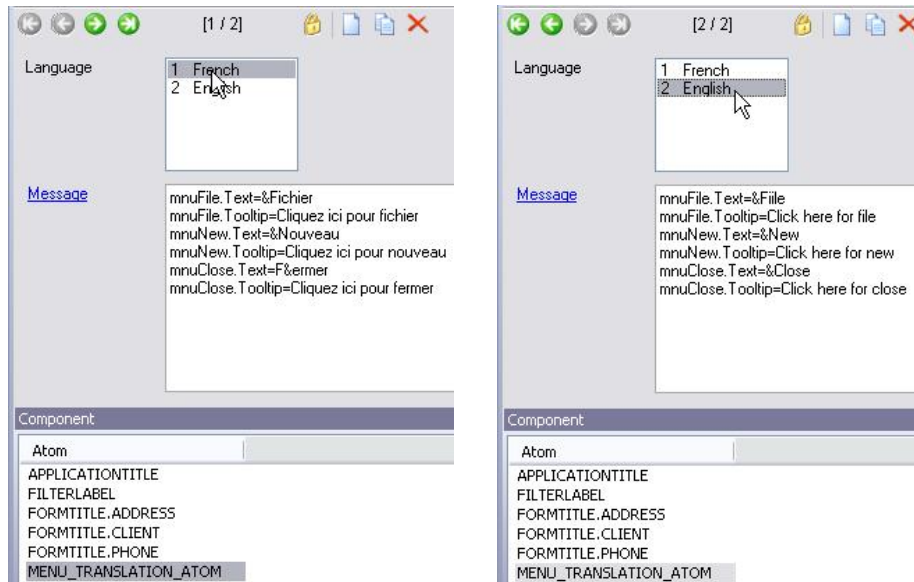 [1 / 2]
Language
1 French
2 English
Message
mnuFile.Text=&Fichier
mnuFile.Tooltip=Cliquez ici pour fichier
mnuNew.Text=&Nouveau
mnuNew.Tooltip=Cliquez ici pour nouveau
mnuClose.Text=F&ermer
mnuClose.Tooltip=Cliquez ici pour fermer
Component
Atom
APPLICATIONTITLE
FILTERLABEL
FORMTITLE.ADDRESS
FORMTITLE.CLIENT
FORMTITLE.PHONE
MENU_TRANSLATION_ATOM
[2 / 2]
Language
1 French
2 English
Message
mnuFile.Text=&Fiile
mnuFile.Tooltip=Click here for file
mnuNew.Text=&New
mnuNew.Tooltip=Click here for new
mnuClose.Text=&Close
mnuClose.Tooltip=Click here for close
Component
Atom
APPLICATIONTITLE
FILTERLABEL
FORMTITLE.ADDRESS
FORMTITLE.CLIENT
FORMTITLE.PHONE
MENU_TRANSLATION_ATOM